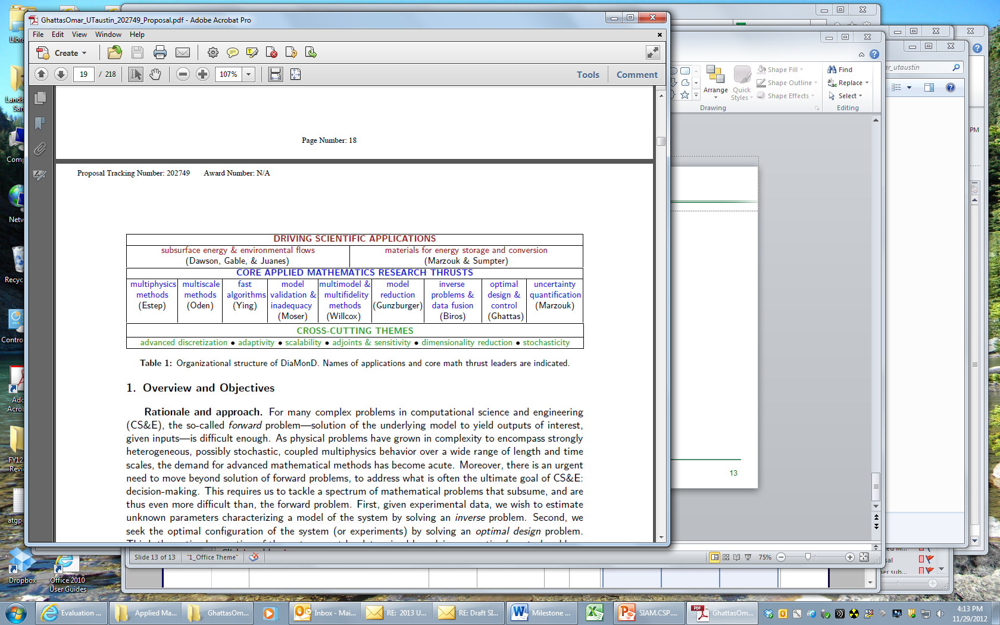 GhattasOmar_UTaustin_202749_Proposal.pdf - Adobe Acrobat Pro
File Edit View Window Help
Create
19 / 218
107%
Tools Comment
Page Number: 18
Proposal Tracking Number: 202749 Award Number: N/A
DRIVING SCIENTIFIC APPLICATIONS
subsurface energy & environmental flows
(Dawson, Gable, & Juanes)
materials for energy storage and conversion
(Marzouk & Sumpter)
CORE APPLIED MATHEMATICS RESEARCH THRUSTS
multiphysics
methods
(Estep)
multiscale
methods
(Oden)
fast
algorithms
(Ying)
model
validation &
inadequacy
(Moser)
multimodel &
multifidelity
methods
(Willcox)
model
reduction
(Gunzburger)
inverse
problems &
data fusion
(Biros)
optimal
design &
control
(Ghattas)
uncertainty
quantification
(Marzouk)
CROSS-CUTTING THEMES
advanced discretization • adaptivity • scalability • adjoints & sensitivity • dimensionality reduction • stochasticity
Table 1: Organizational structure of DiaMonD. Names of applications and core math thrust leaders are indicated.
1. Overview and Objectives
Rationale and approach. For many complex problems in computational science and engineering
(CS&E), the so-called forward problem—solution of the underlying model to yield outputs of interest,
given inputs—is difficult enough. As physical problems have grown in complexity to encompass strongly
heterogeneous, possibly stochastic, coupled multiphysics behavior over a wide range of length and time
scales, the demand for advanced mathematical methods has become acute. Moreover, there is an urgent
need to move beyond solution of forward problems, to address what is often the ultimate goal of CS&E:
decision-making. This requires us to tackle a spectrum of mathematical problems that subsume, and are
thus even more difficult than, the forward problem. First, given experimental data, we wish to estimate
unknown parameters characterizing a model of the system by solving an inverse problem. Second, we
seek the optimal configuration of the system (or experiments) by solving an optimal design problem.
Arrange
Quick
Styles
Shape Fill
Shape Outline
Shape Effects
Drawing
Find
Replace
Select
Editing
ar_utaustin
PM
13
Slide 13 of 13
"1_Office Theme"
75%
Libra
Lands
San
Comp
Netw
Recyc
Contro
Ado
Acrob
FY12
Revi
atgp
Dropbox
Office 2010
User Guides
Evaluation ...
Applied Ma...
GhattasOm...
Inbox - Mai...
RE: 2013 U...
RE: Draft SI...
Milestone ...
SIAM.CSP....
GhattasOm...
4:13 PM
11/29/2012